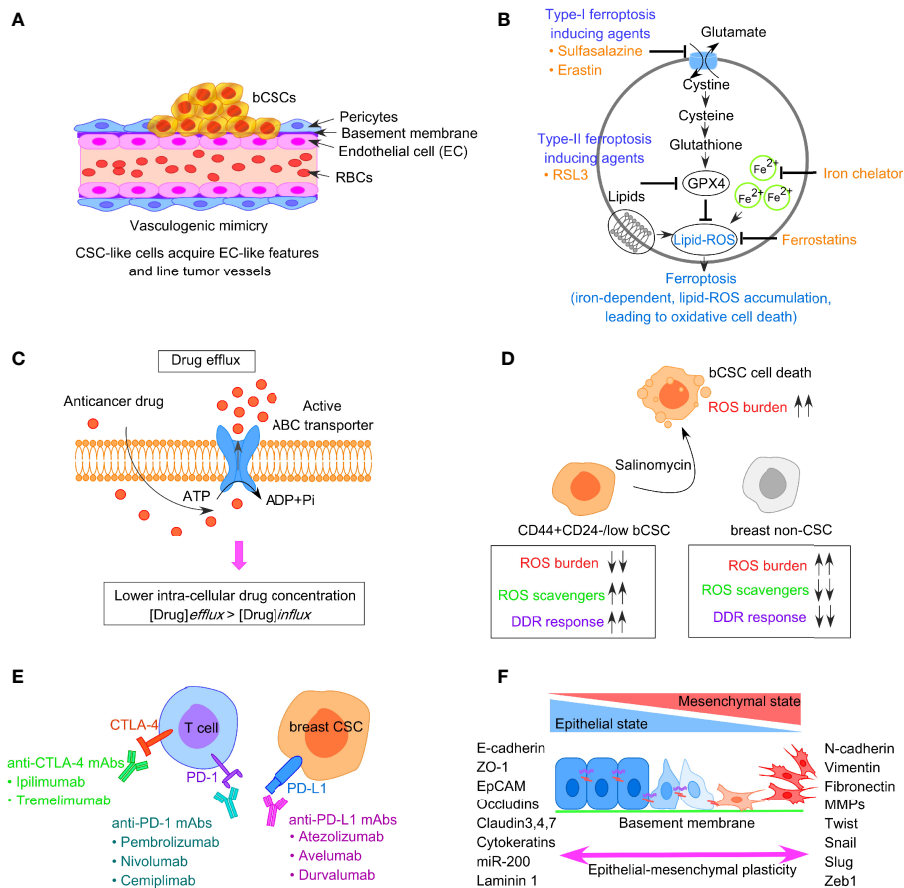 A
bCSCs
Pericytes
Basement membrane
Endothelial cell (EC)
RBCs
Vasculogenic mimicry
CSC-like cells acquire EC-like features
and line tumor vessels
B
Type-I ferroptosis
inducing agents
• Sulfasalazine
• Erastin
Glutamate
Cystine
Cysteine
Glutathione
Type-II ferroptosis
inducing agents
• RSL3
GPX4
Fe2+
Fe2+
Fe2+
Iron chelator
Lipids
Lipid-ROS
Ferrostatins
Ferroptosis
(iron-dependent, lipid-ROS accumulation,
leading to oxidative cell death)
C
Drug efflux
Anticancer drug
Active
ABC transporter
ATP
ADP+Pi
Lower intra-cellular drug concentration
[Drug]efflux > [Drug]influx
D
bCSC cell death
ROS burden
Salinomycin
CD44+CD24-/low bCSC
ROS burden
ROS scavengers
DDR response
breast non-CSC
ROS burden
ROS scavengers
DDR response
E
CTLA-4
T cell
breast CSC
PD-1
PD-L1
anti-CTLA-4 mAbs
• Ipilimumab
• Tremelimumab
anti-PD-1 mAbs
• Pembrolizumab
• Nivolumab
• Cemiplimab
anti-PD-L1 mAbs
• Atezolizumab
• Avelumab
• Durvalumab
F
Mesenchymal state
Epithelial state
E-cadherin
ZO-1
EpCAM
Occludins
Claudin3,4,7
Cytokeratins
miR-200
Laminin 1
Basement membrane
Epithelial-mesenchymal plasticity
N-cadherin
Vimentin
Fibronectin
MMPs
Twist
Snail
Slug
Zeb1